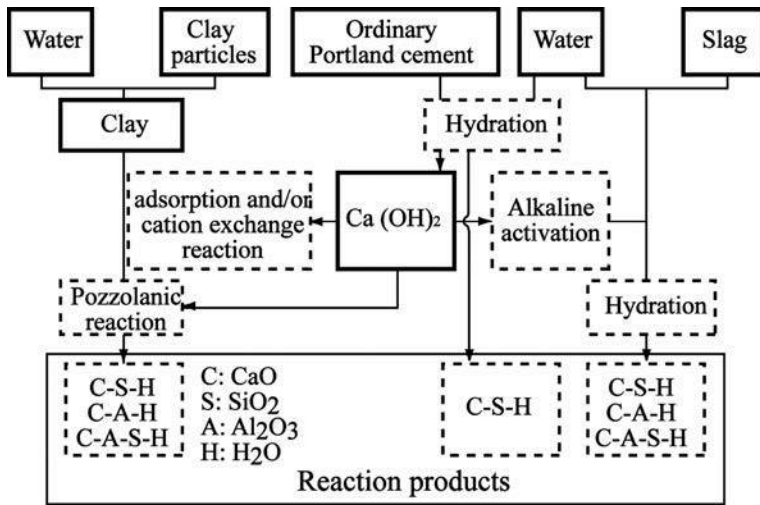 Water
Clay
particles
Ordinary
Portland cement
Water
Slag
Clay
Hydration
adsorption and/or
cation exchange
reaction
Ca (OH)₂
Alkaline
activation
Pozzolanic
reaction
Hydration
C-S-H
C-A-H
C-A-S-H
C: CaO
S: SiO₂
A: Al₂O₃
H: H₂O
C-S-H
C-S-H
C-A-H
C-A-S-H
Reaction products